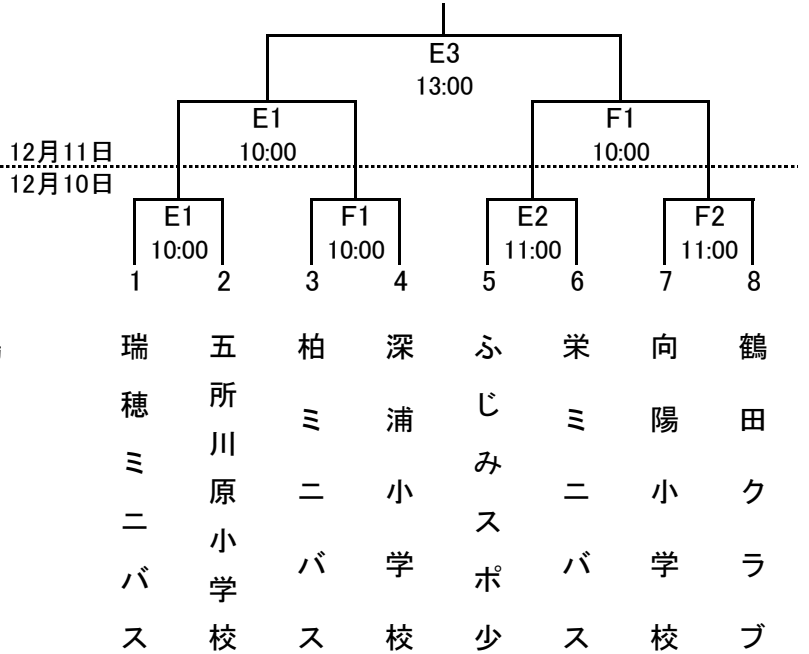 E3
13:00
E1
F1
12月11日
10:00
10:00
12月10日
E1
F1
E2
F2
10:00
10:00
11:00
11:00
1
2
3
4
5
6
7
8
瑞穂ミニバス
五所川原小学校
柏ミニバス
深浦小学校
ふじみスポ少
栄ミニバス
向陽小学校
鶴田クラブ